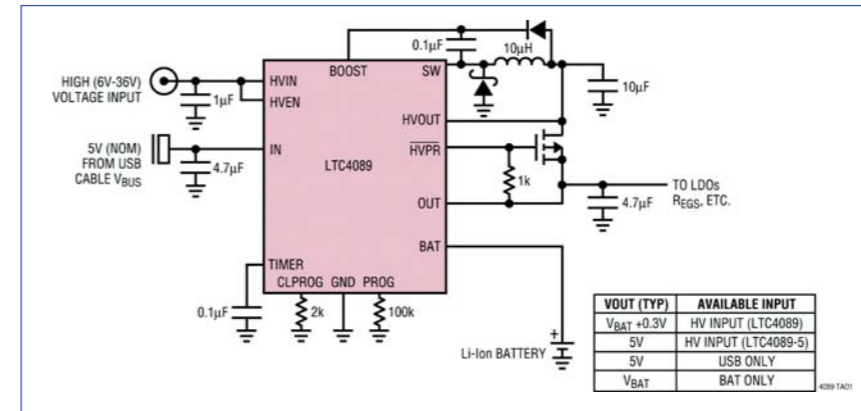 0.1µF
10µH
BOOST
SW
HIGH (6V-36V)
VOLTAGE INPUT
HVIN
HVEN
1µF
10µF
HVOUT
5V (NOM)
FROM USB
CABLE VBUS
IN
4.7µF
HVPR
LTC4089
1k
OUT
TO LDOs
REGS, ETC.
4.7µF
BAT
TIMER
CLPROG GND PROG
0.1µF
2k
100k
+
Li-Ion BATTERY
VOUT (TYP) AVAILABLE INPUT
VBAT +0.3V HV INPUT (LTC4089)
5V HV INPUT (LTC4089-5)
5V USB ONLY
VBAT BAT ONLY
4089 TA01